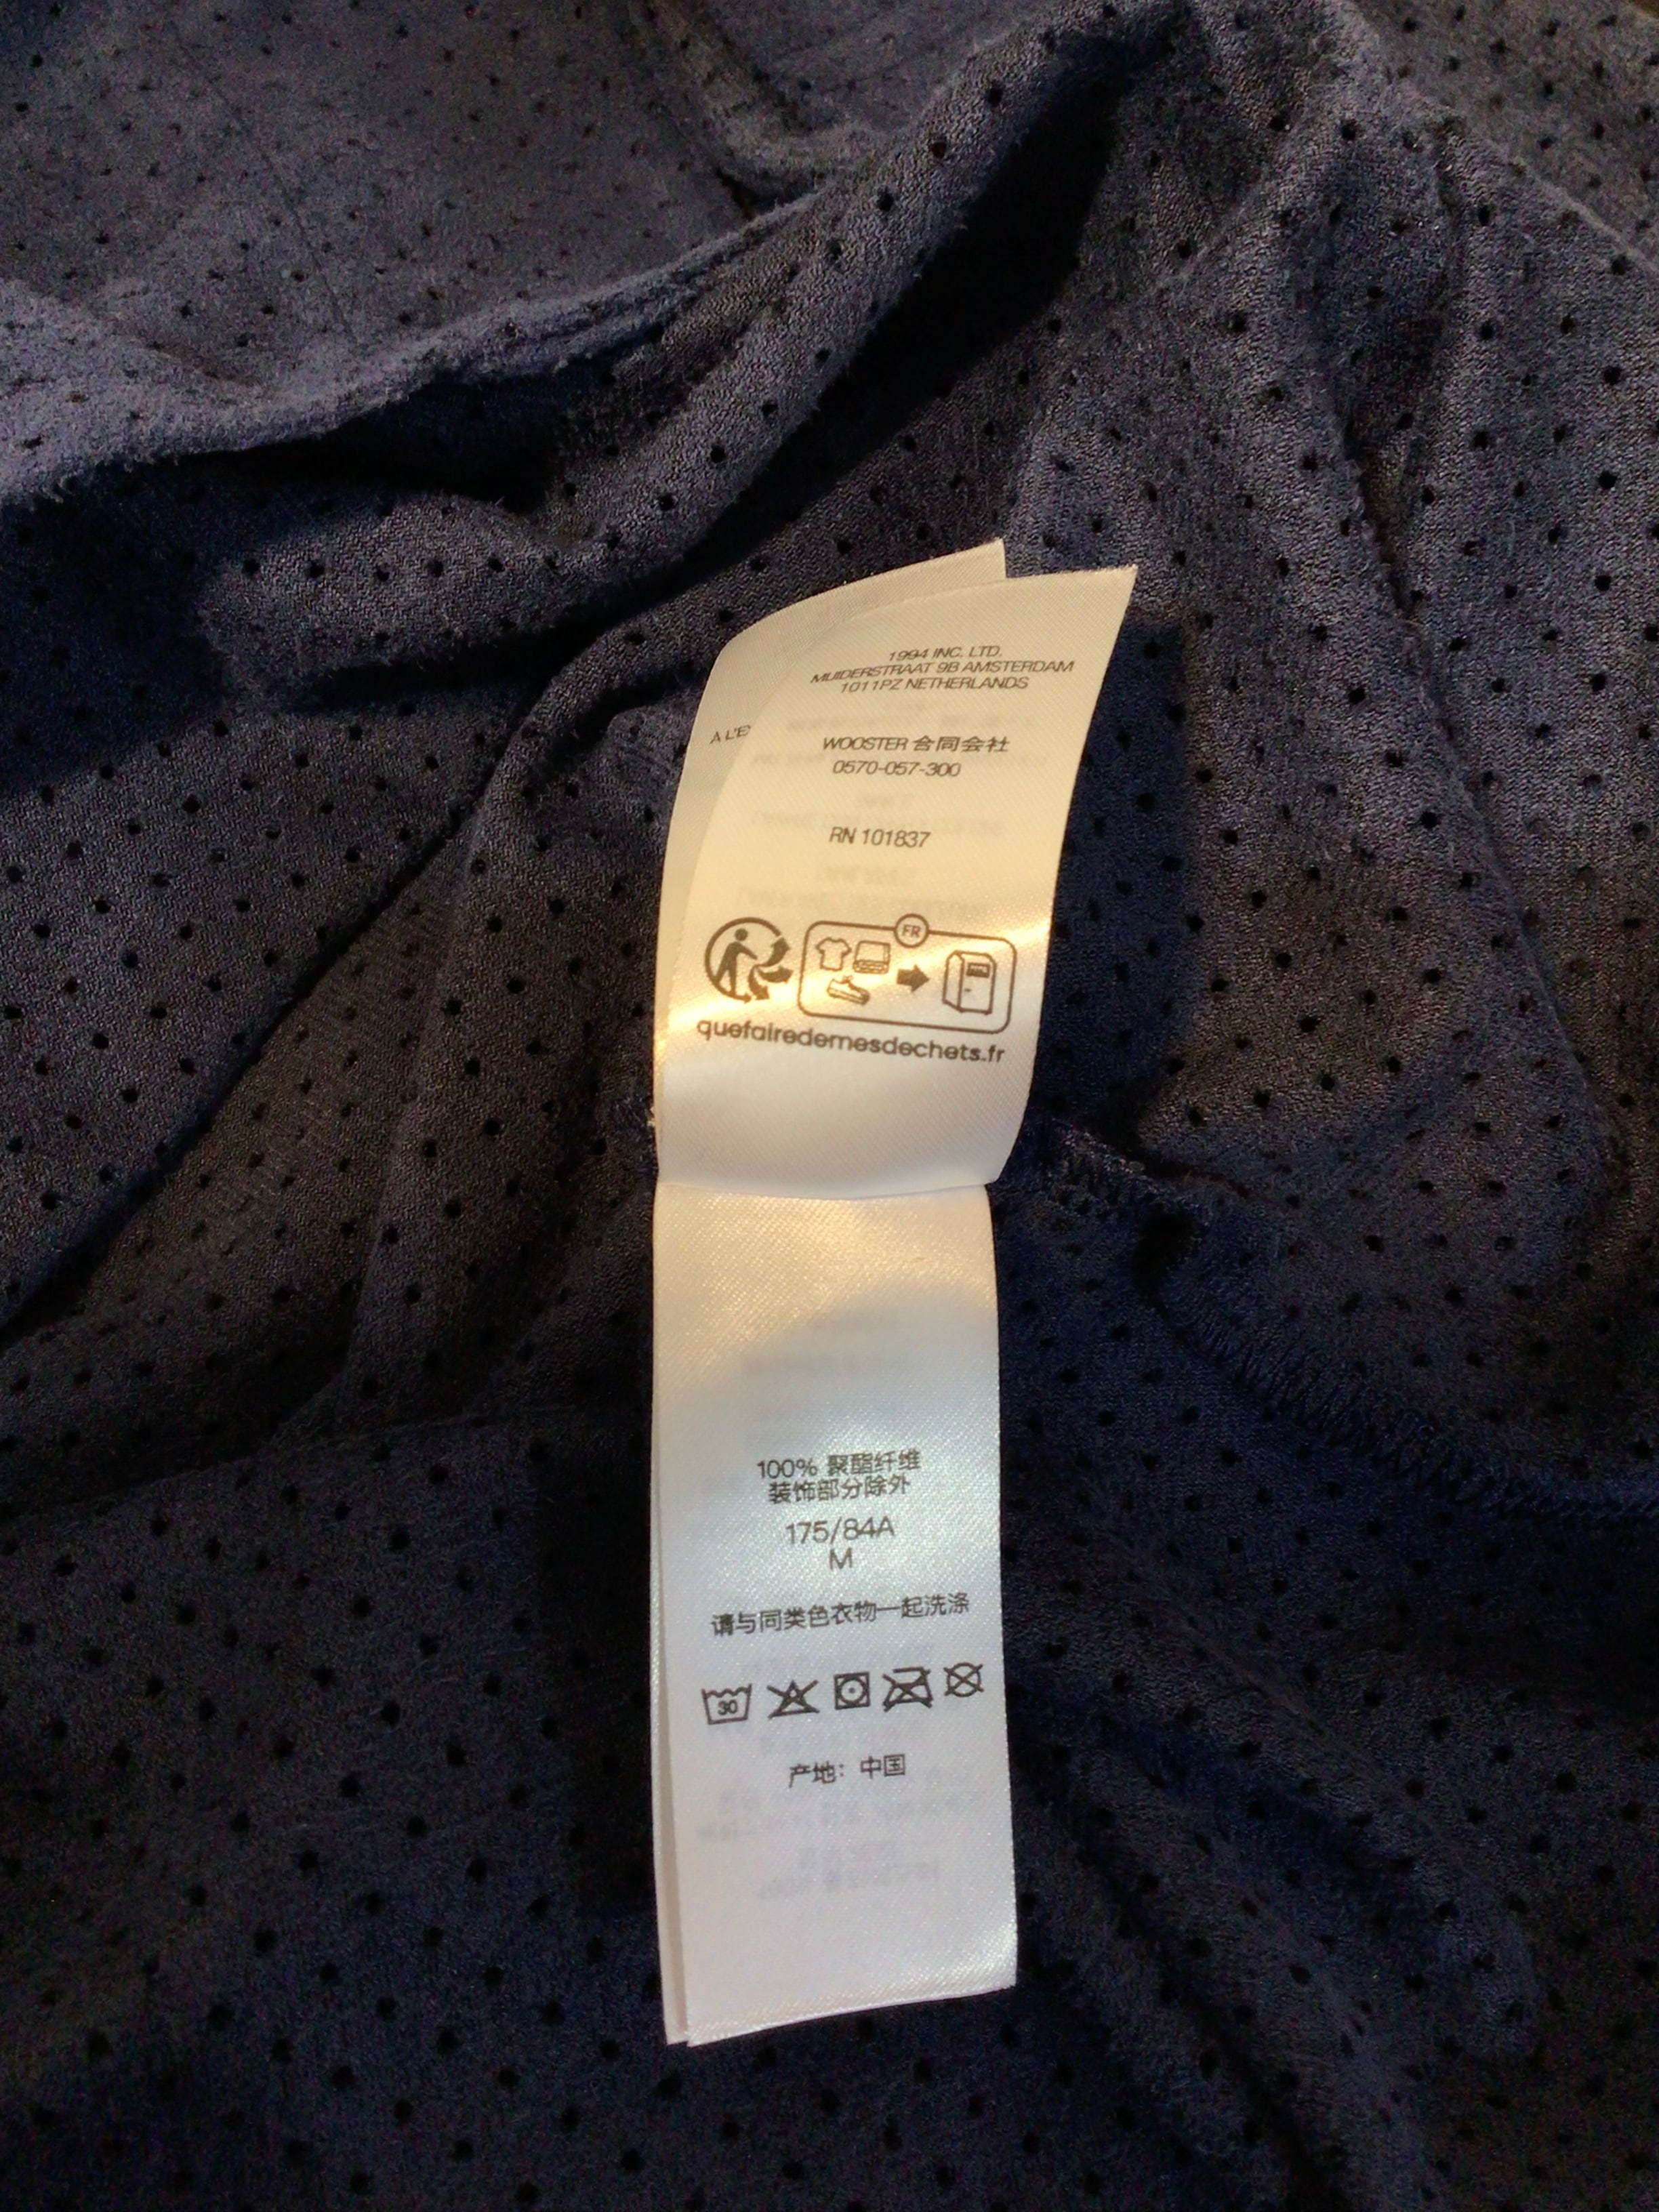 1994 INC. LTD.
MUIDERSTRAAT 9B AMSTERDAM
1011PZ NETHERLANDS
A L'EX
WOOSTER 合同会社
0570-057-300
RN 101837
FR
quefairedemesdechets.fr
100% 聚酯纤维
装饰部分除外
175/84A
M
请与同类色衣物一起洗涤
30
产地：中国